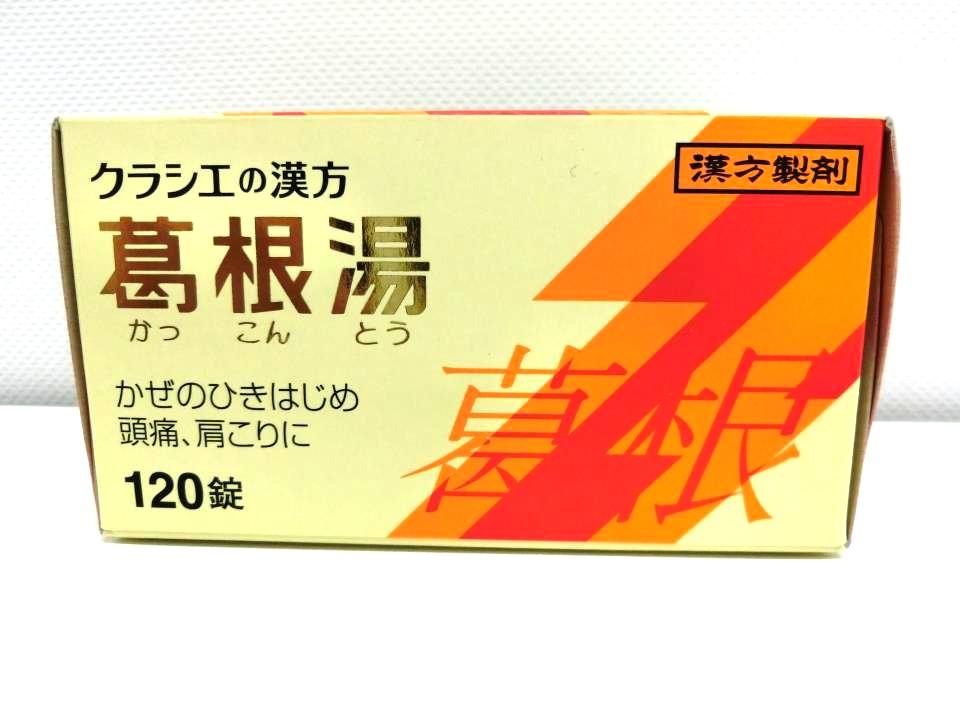 クラシエの漢方
漢方製剤
葛根湯
かっ こん とう
かぜのひきはじめ
頭痛、肩こりに
120錠
葛根